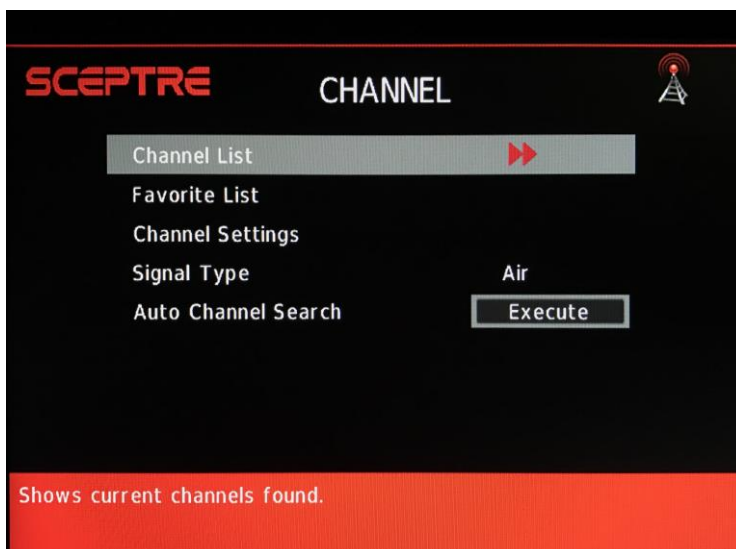 SCEPTRE
CHANNEL
Channel List
Favorite List
Channel Settings
Signal Type Air
Auto Channel Search Execute
Shows current channels found.